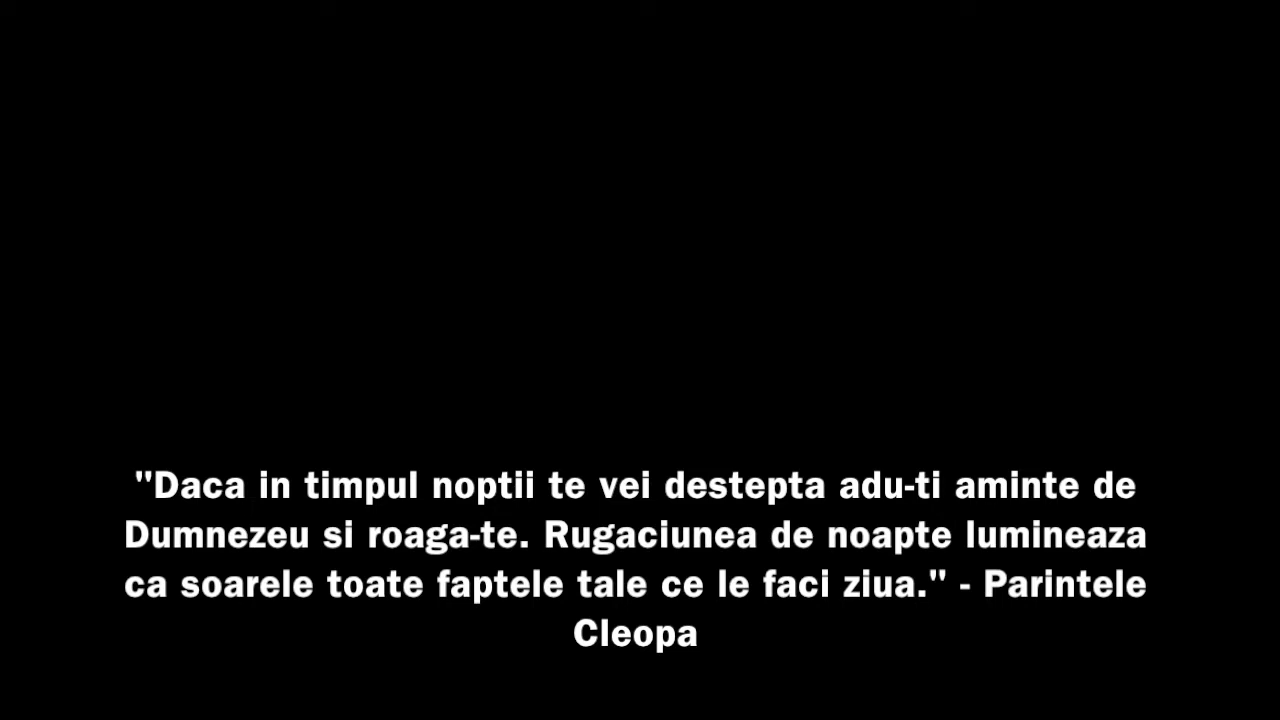 "Daca in timpul noptii te vei destepta adu-ti aminte de
Dumnezeu si roaga-te. Rugaciunea de noapte lumineaza
ca soarele toate faptele tale ce le faci ziua." - Parintele
Cleopa